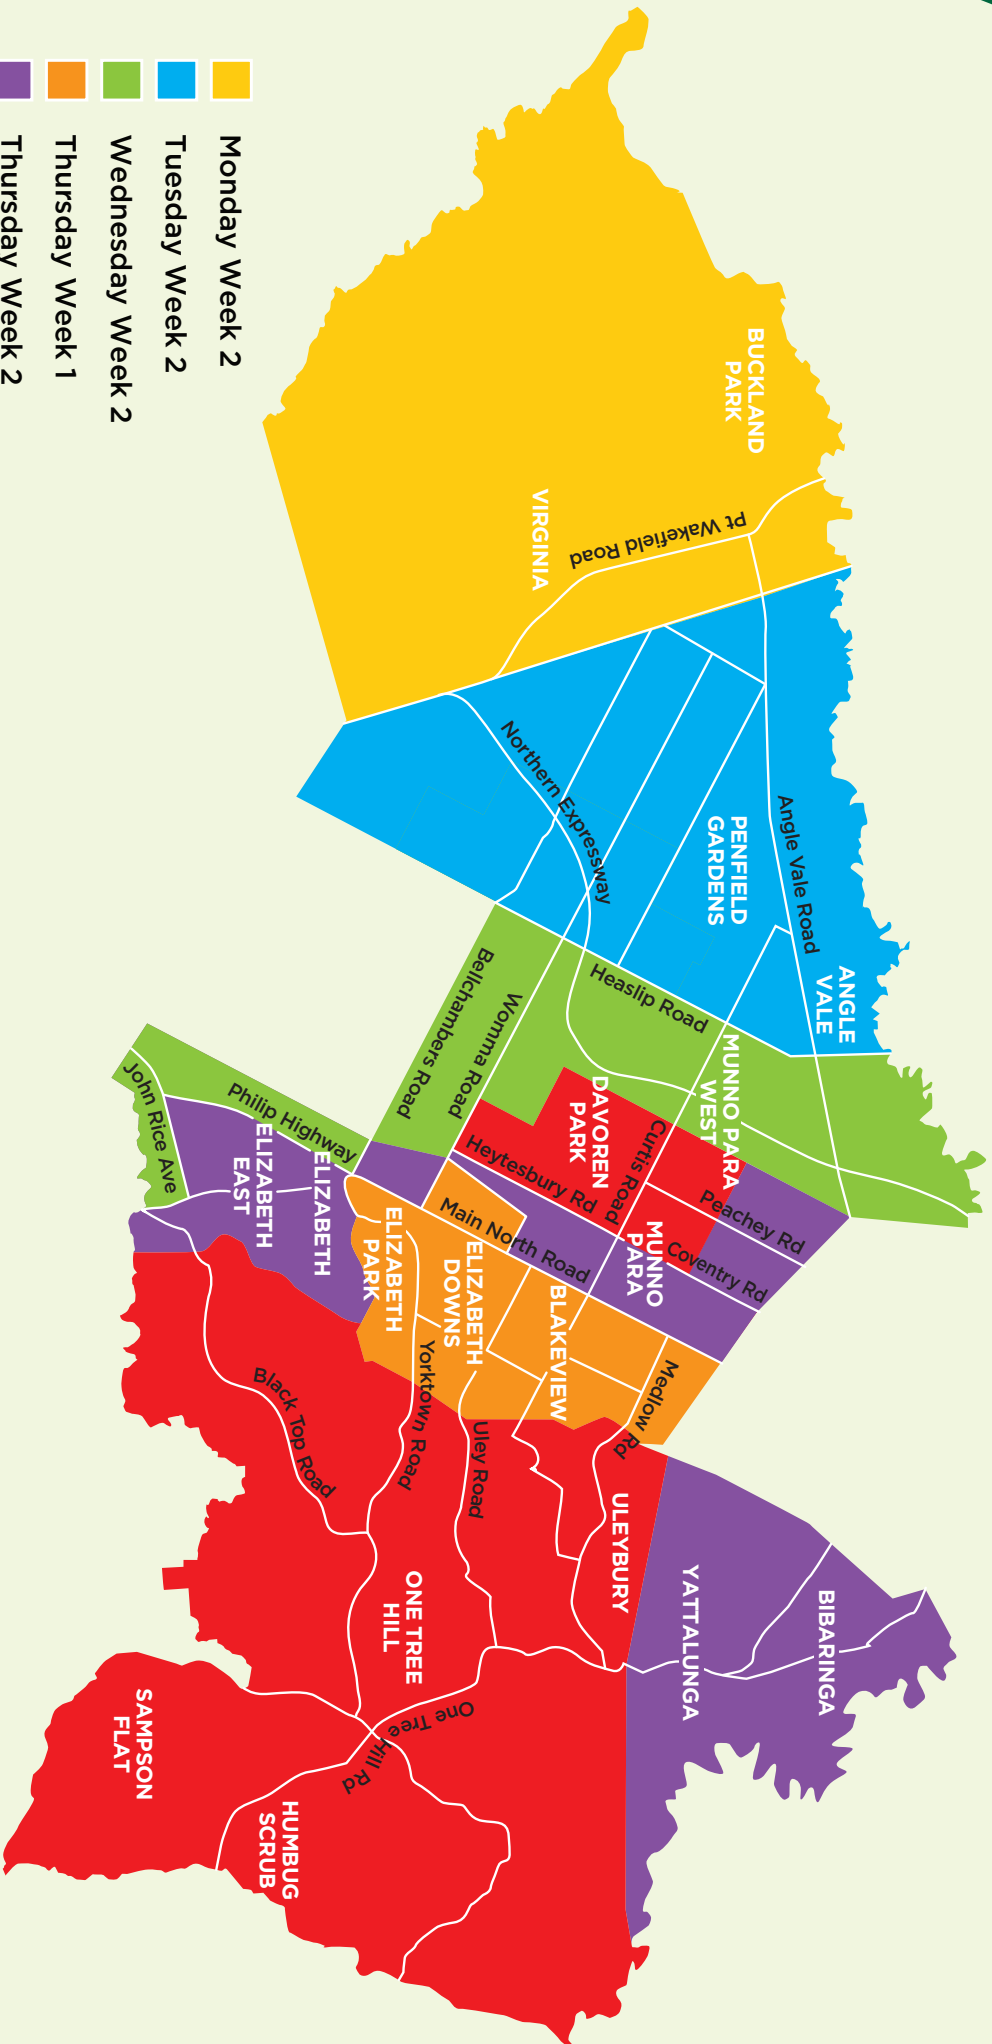 Monday Week 2
Tuesday Week 2
Wednesday Week 2
Thursday Week 1
Thursday Week 2
BUCKLAND
PARK
VIRGINIA
Pt Wakefield Road
Northern Expressway
PENFIELD
GARDENS
Angle Vale Road
ANGLE
VALE
Heaslip Road
Bellchambers Road
Womma Road
MUNNO PARA
WEST
DAVOREN
PARK
Curtis Road
Heytesbury Rd
Peachey Rd
Coventry Rd
MUNNO
PARA
Main North Road
John Rice Ave
Philip Highway
ELIZABETH
EAST
ELIZABETH
ELIZABETH
PARK
ELIZABETH
DOWNS
BLAKEVIEW
Medlow Rd
Yorktown Road
Uley Road
Black Top Road
ULEYBURY
ONE TREE
HILL
YATTALUNGA
BIBARINGA
One Tree
Hill Rd
SAMPSON
FLAT
HUMBUG
SCRUB